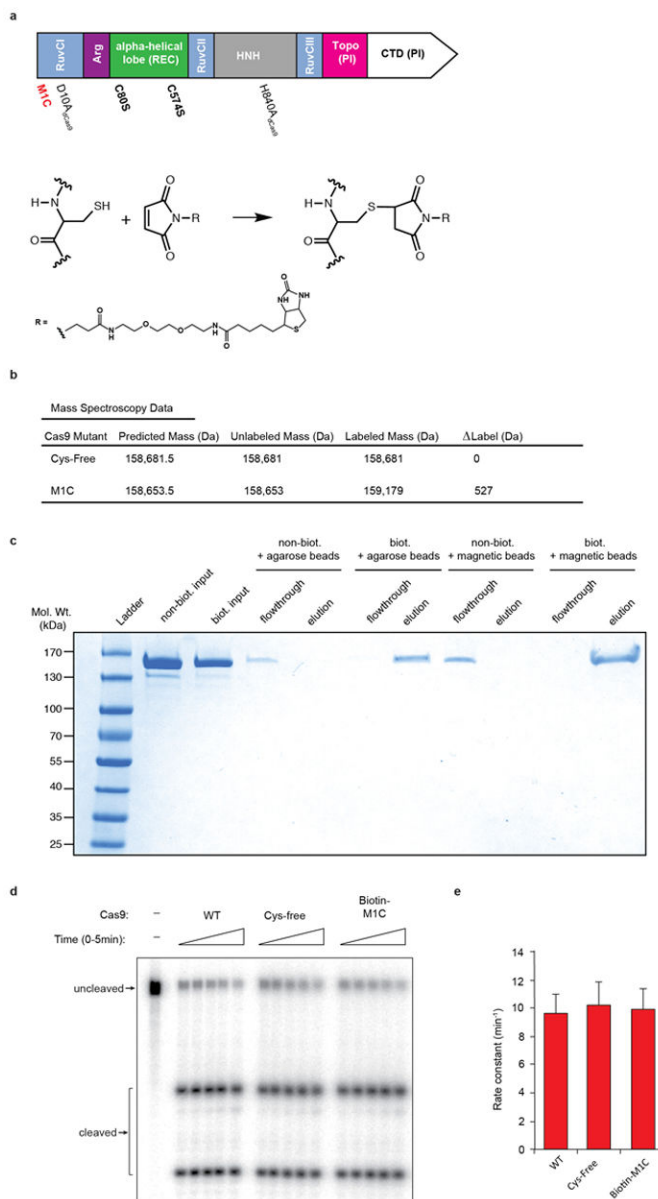 a
RuvCI
Arg
alpha-helical
lobe (REC)
RuvCII
HNH
RuvCIII
Topo
(PI)
CTD (PI)
M1C
D10A dCas9
C80S
C574S
H840A dCas9
H-N
SH
O
+
O
N-R
O
H-N
S
O
O
N-R
O
R =
O
N
H
O
O
H
N
O
O
HN
NH
S
b
Mass Spectroscopy Data
Cas9 Mutant Predicted Mass (Da) Unlabeled Mass (Da) Labeled Mass (Da) ΔLabel (Da)
Cys-Free 158,681.5 158,681 158,681 0
M1C 158,653.5 158,653 159,179 527
c
non-biot.
+ agarose beads
biot.
+ agarose beads
non-biot.
+ magnetic beads
biot.
+ magnetic beads
Mol. Wt.
(kDa)
Ladder
non-biot. input
biot. input
flowthrough
elution
flowthrough
elution
flowthrough
elution
flowthrough
elution
170
130
100
70
55
40
35
25
d
Cas9: – WT Cys-free Biotin-
M1C
Time (0-5min): –
uncleaved
cleaved
e
Rate constant (min⁻¹)
14
12
10
8
6
4
2
0
WT
Cys-Free
Biotin-M1C